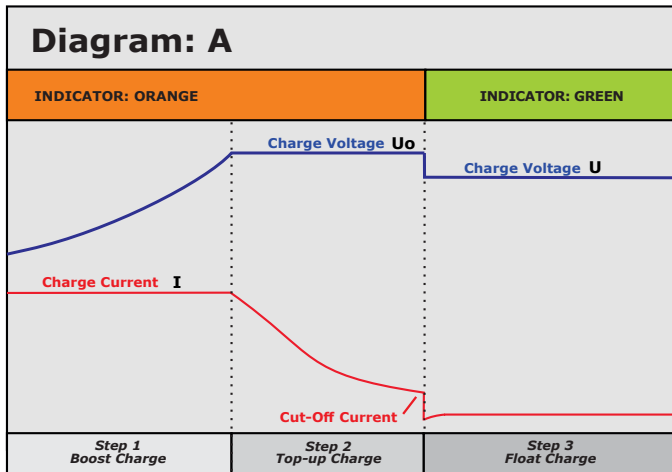 Diagram: A
INDICATOR: ORANGE
INDICATOR: GREEN
Charge Voltage Uo
Charge Voltage U
Charge Current I
Cut-Off Current
Step 1
Boost Charge
Step 2
Top-up Charge
Step 3
Float Charge